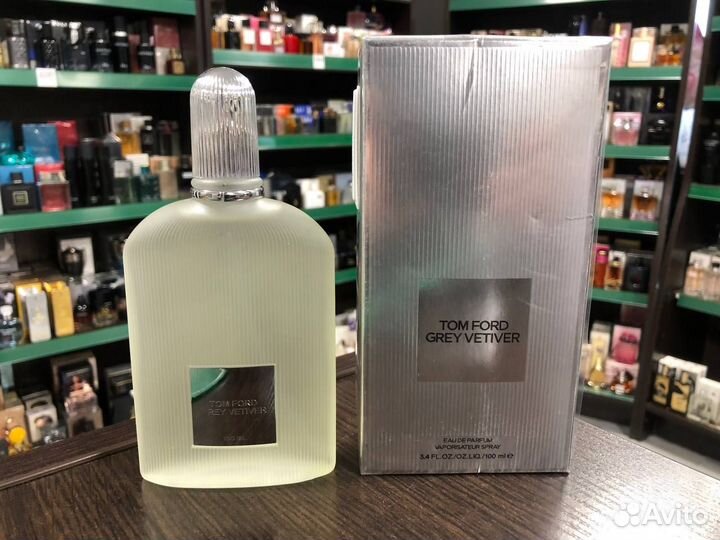 TOM FORD
GREY VETIVER
EAU DE PARFUM
VAPORISATEUR SPRAY
3.4 FL.OZ./OZ.LIQ./100 ml e
TOM FORD
REY VETIVER
Avito